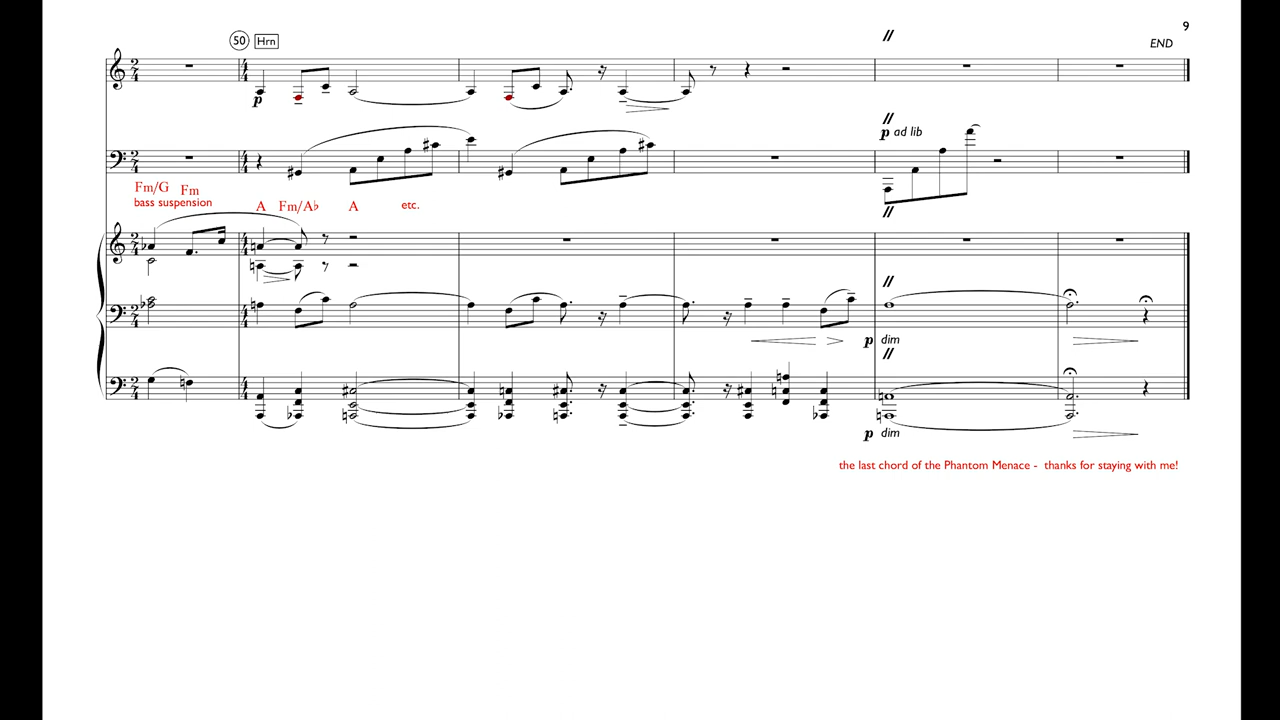 9
50 Hrn
END
p
p ad lib
Fm/G Fm
bass suspension
A Fm/A♭ A etc.
p dim
p dim
the last chord of the Phantom Menace - thanks for staying with me!